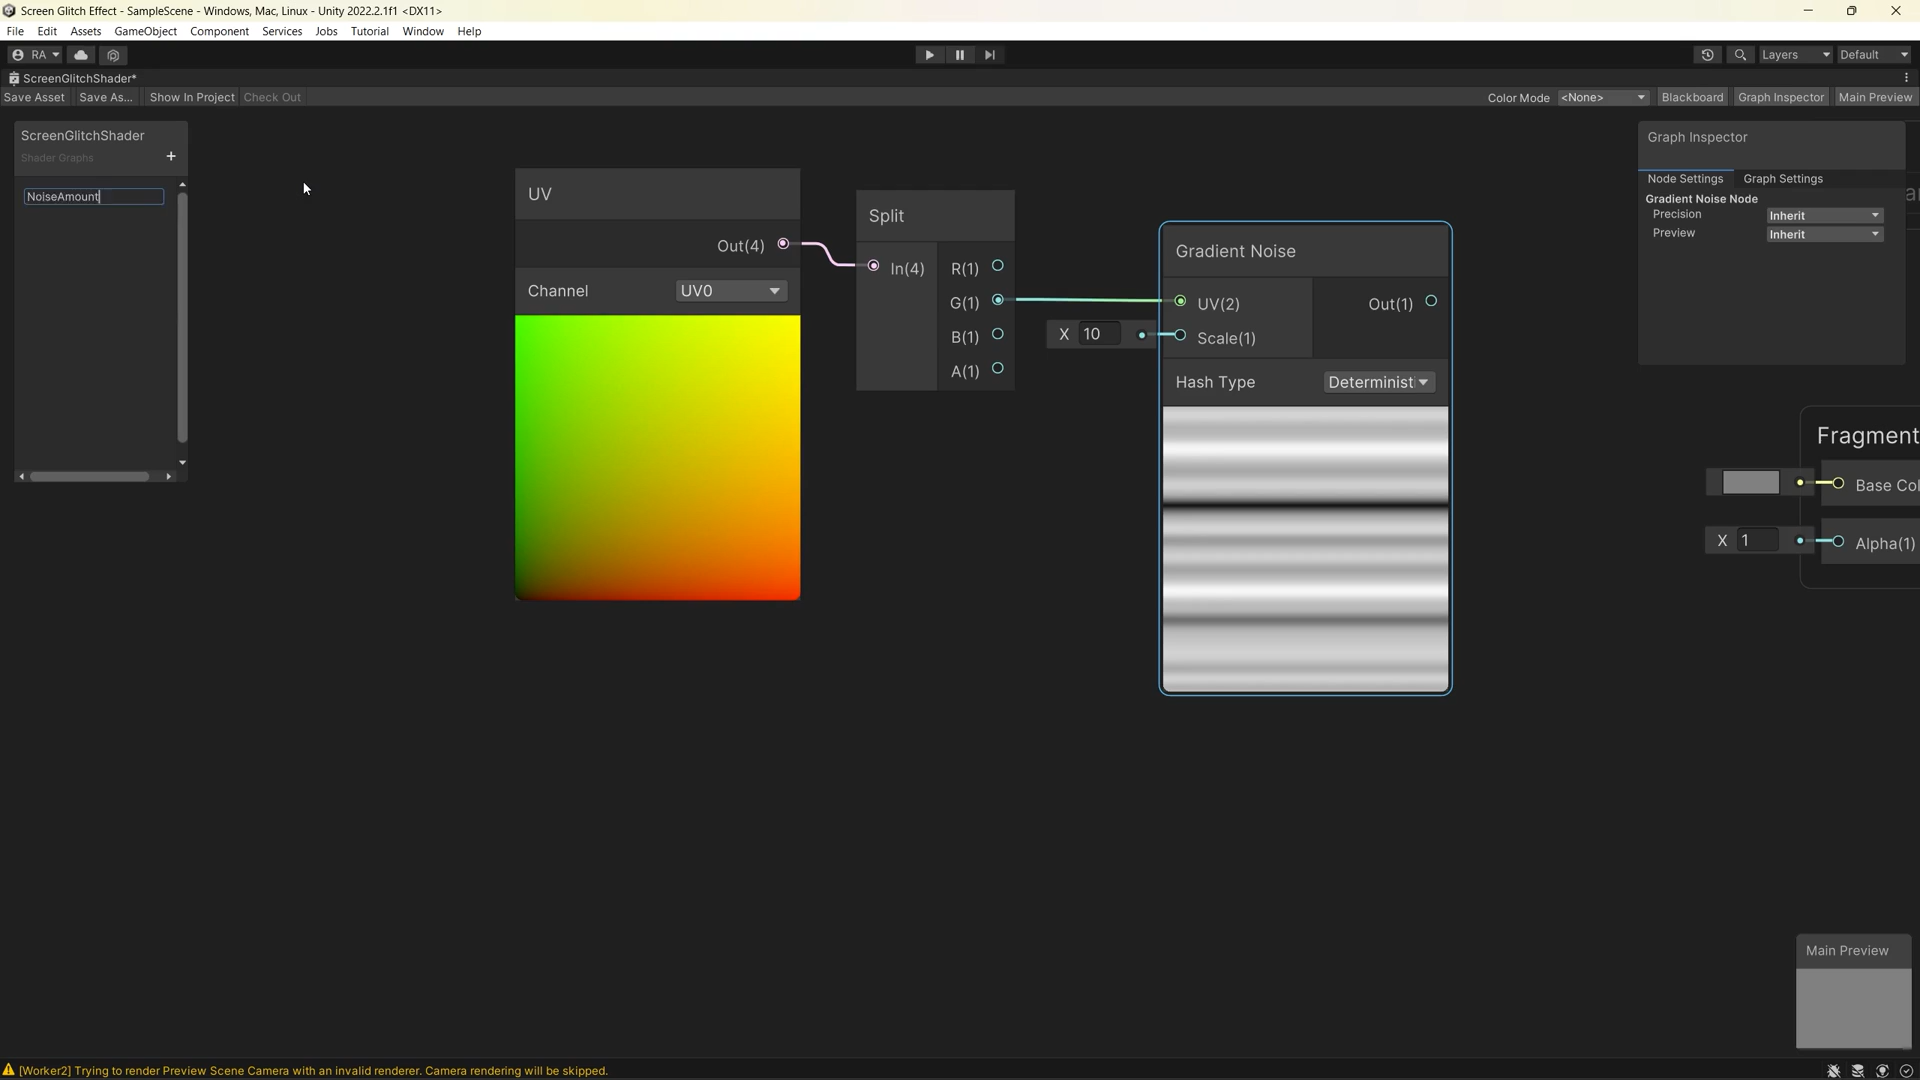 Screen Glitch Effect - SampleScene - Windows, Mac, Linux - Unity 2022.2.1f1 <DX11>
File Edit Assets GameObject Component Services Jobs Tutorial Window Help
RA
Layers
Default
ScreenGlitchShader*
Save Asset
Save As...
Show In Project
Check Out
Color Mode
<None>
Blackboard
Graph Inspector
Main Preview
ScreenGlitchShader
Shader Graphs
+
NoiseAmount
UV
Out(4)
Channel
UV0
Split
In(4)
R(1)
G(1)
B(1)
A(1)
X 10
Gradient Noise
UV(2)
Out(1)
Scale(1)
Hash Type
Determinist
Graph Inspector
Node Settings
Graph Settings
Gradient Noise Node
Precision
Inherit
Preview
Inherit
Fragment
Base Col
X 1
Alpha(1)
Main Preview
[Worker2] Trying to render Preview Scene Camera with an invalid renderer. Camera rendering will be skipped.